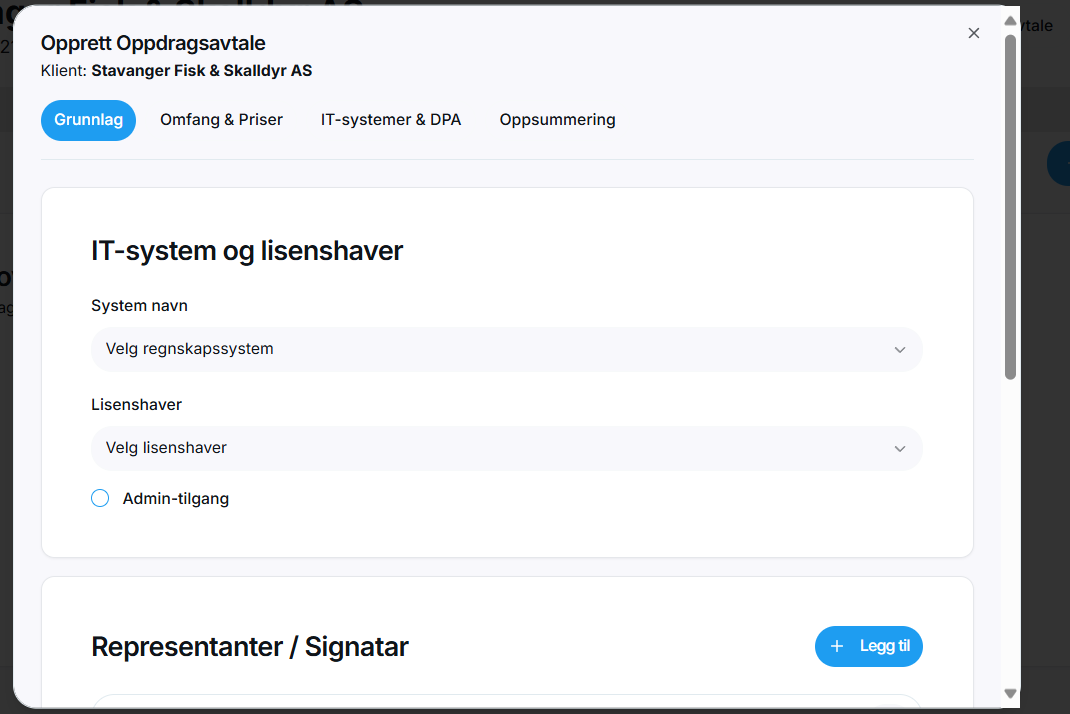 Opprett Oppdragsavtale
Klient: Stavanger Fisk & Skalldyr AS
Grunnlag
Omfang & Priser
IT-systemer & DPA
Oppsummering
IT-system og lisenshaver
System navn
Velg regnskapssystem
Lisenshaver
Velg lisenshaver
Admin-tilgang
Representanter / Signatar
+ Legg til